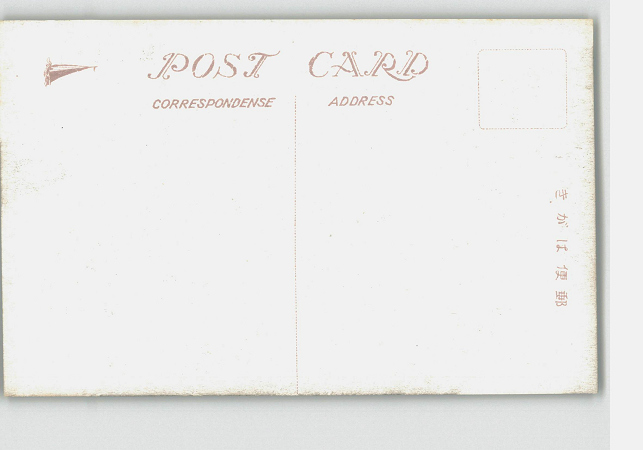 POST CARD
CORRESPONDENSE ADDRESS
きがは便郵